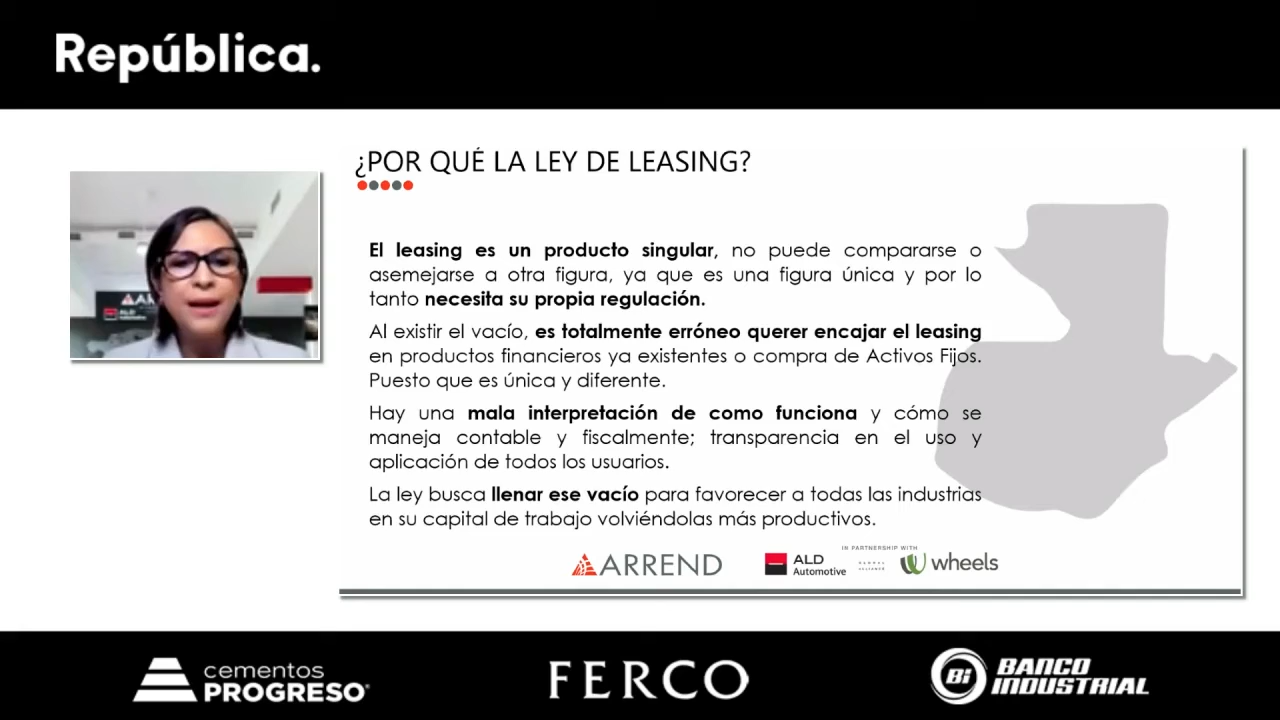 República.
¿POR QUÉ LA LEY DE LEASING?
El leasing es un producto singular, no puede compararse o
asemejarse a otra figura, ya que es una figura única y por lo
tanto necesita su propia regulación.
Al existir el vacío, es totalmente erróneo querer encajar el leasing
en productos financieros ya existentes o compra de Activos Fijos.
Puesto que es única y diferente.
Hay una mala interpretación de como funciona y cómo se
maneja contable y fiscalmente; transparencia en el uso y
aplicación de todos los usuarios.
La ley busca llenar ese vacío para favorecer a todas las industrias
en su capital de trabajo volviéndolas más productivos.
ARREND
ALD
Automotive
IN PARTNERSHIP WITH
wheels
ALD
cementos
PROGRESO
FERCO
Bi
BANCO
INDUSTRIAL